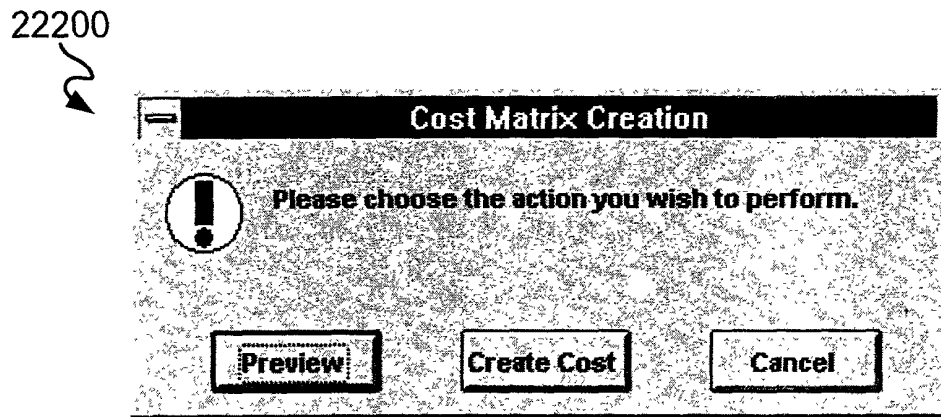 22200
Cost Matrix Creation
Please choose the action you wish to perform.
Preview Create Cost Cancel